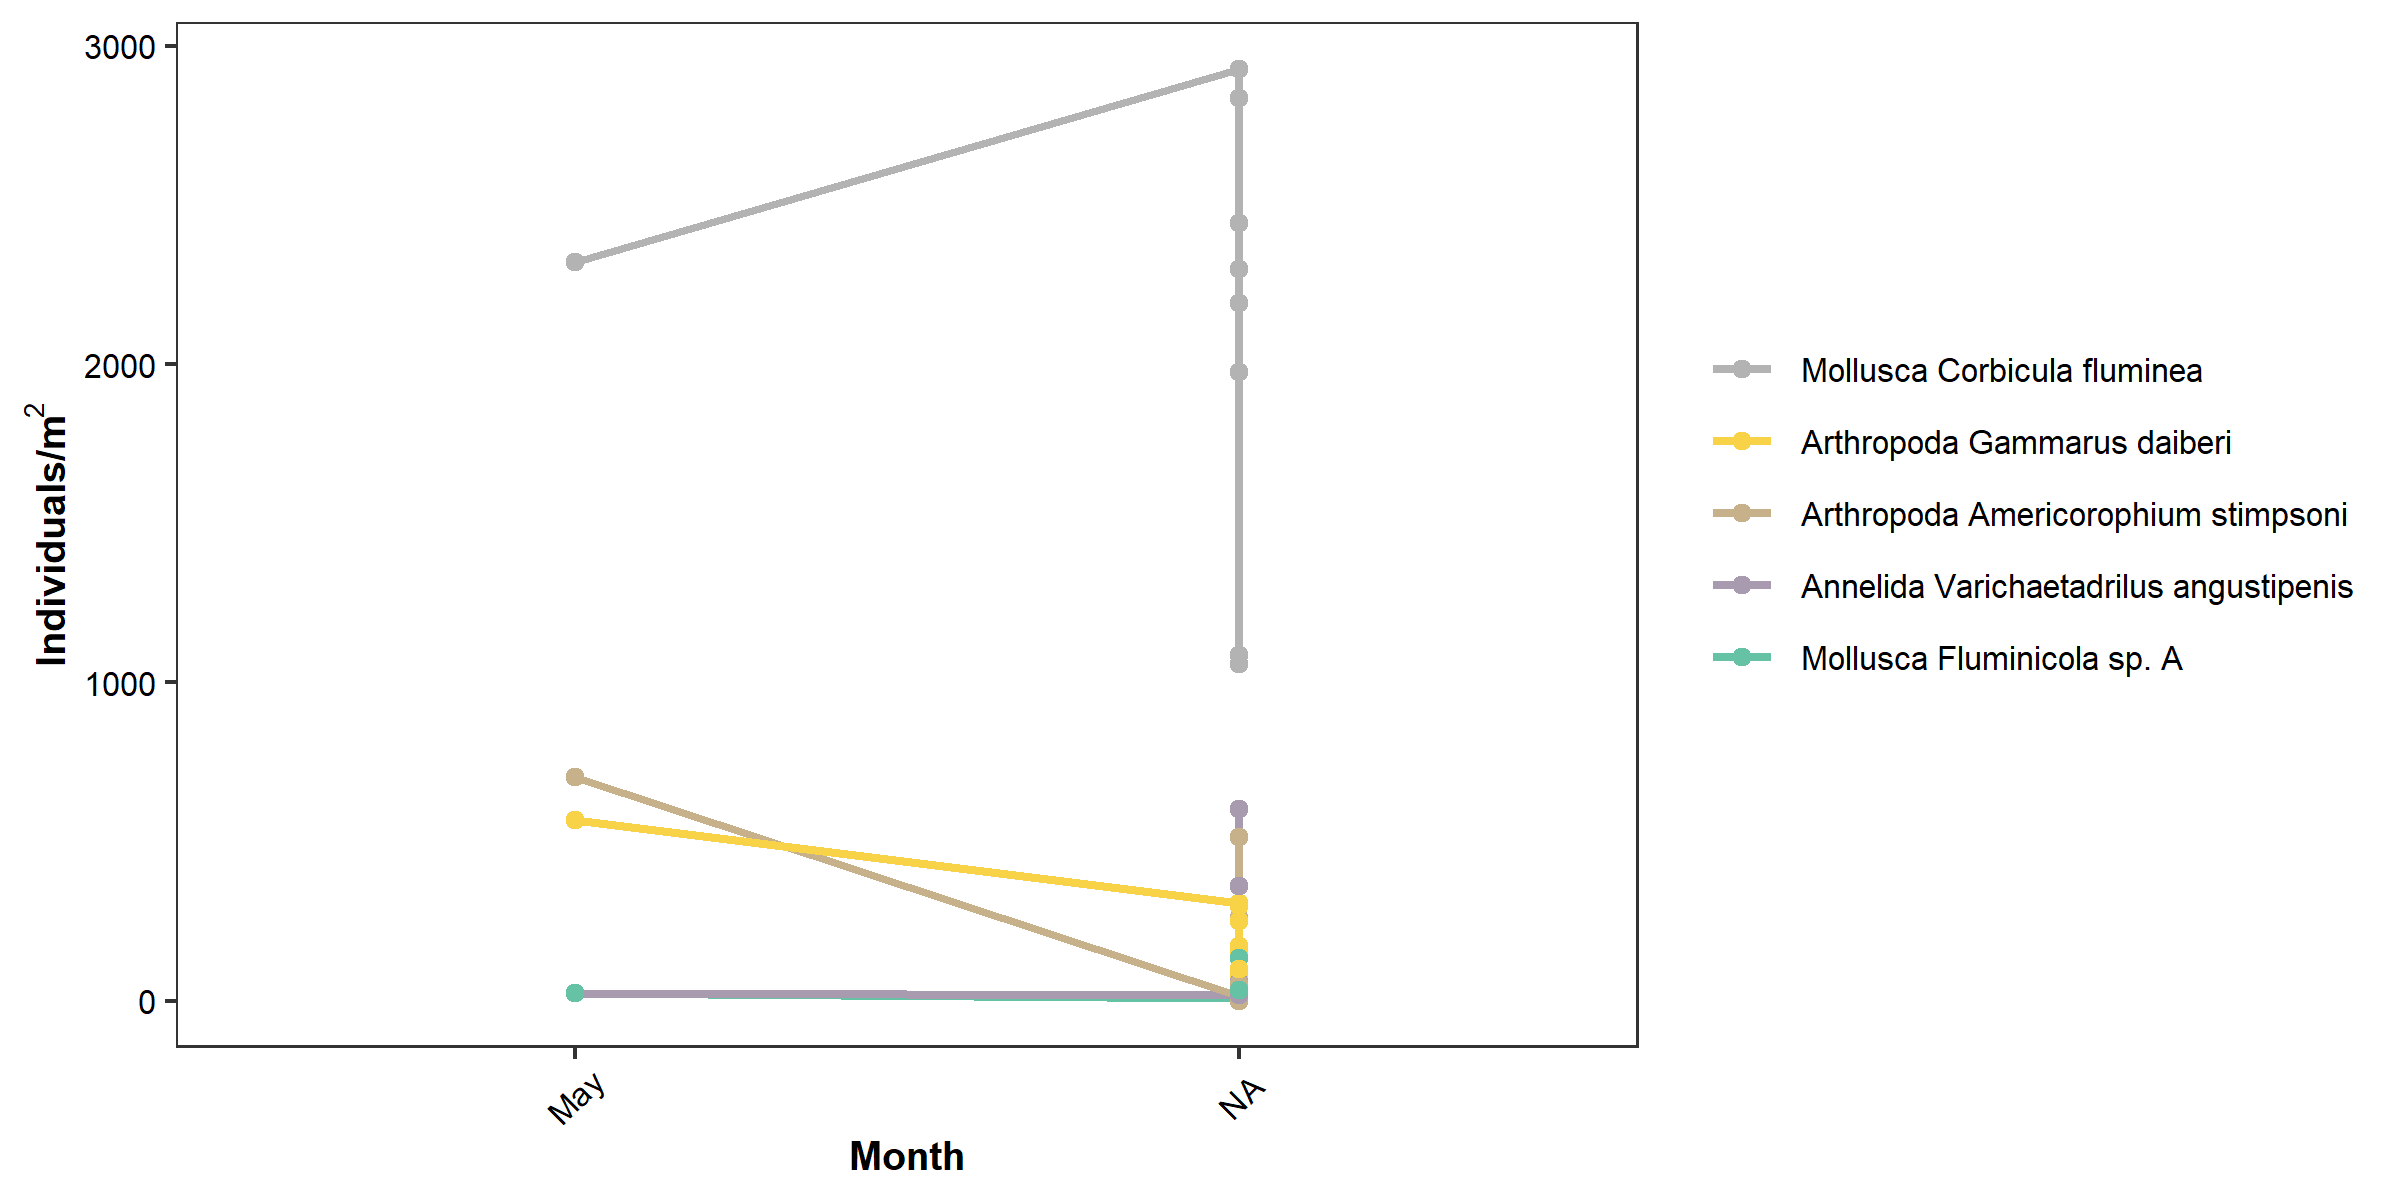 3000
2000
1000
0
Individuals/m²
May
NA
Month
Mollusca Corbicula fluminea
Arthropoda Gammarus daiberi
Arthropoda Americorophium stimpsoni
Annelida Varichaetadrilus angustipenis
Mollusca Fluminicola sp. A